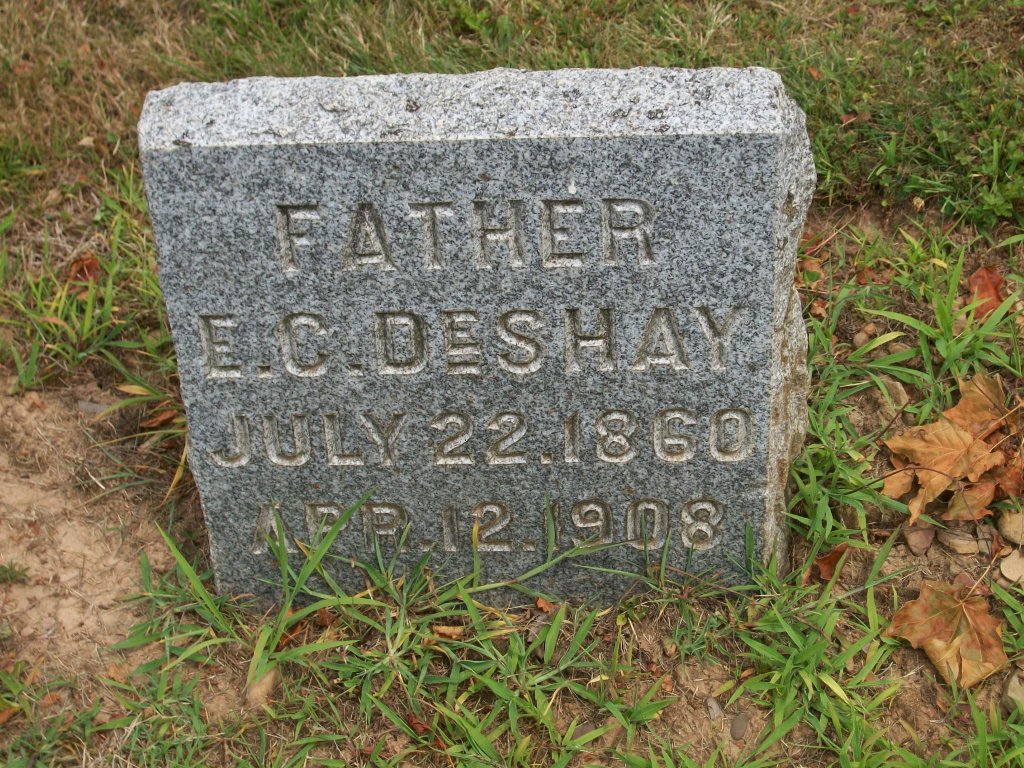 FATHER
E.C.DESHAY
JULY 22.1860
APR.12.1908